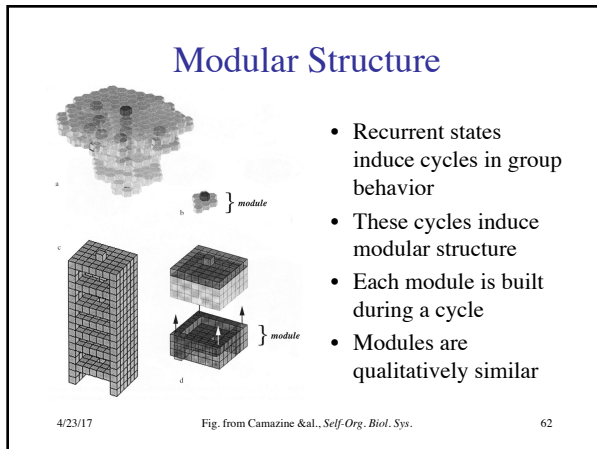 Modular Structure
a
b
} module
c
} module
d
• Recurrent states
induce cycles in group
behavior
• These cycles induce
modular structure
• Each module is built
during a cycle
• Modules are
qualitatively similar
4/23/17 Fig. from Camazine &al., Self-Org. Biol. Sys. 62